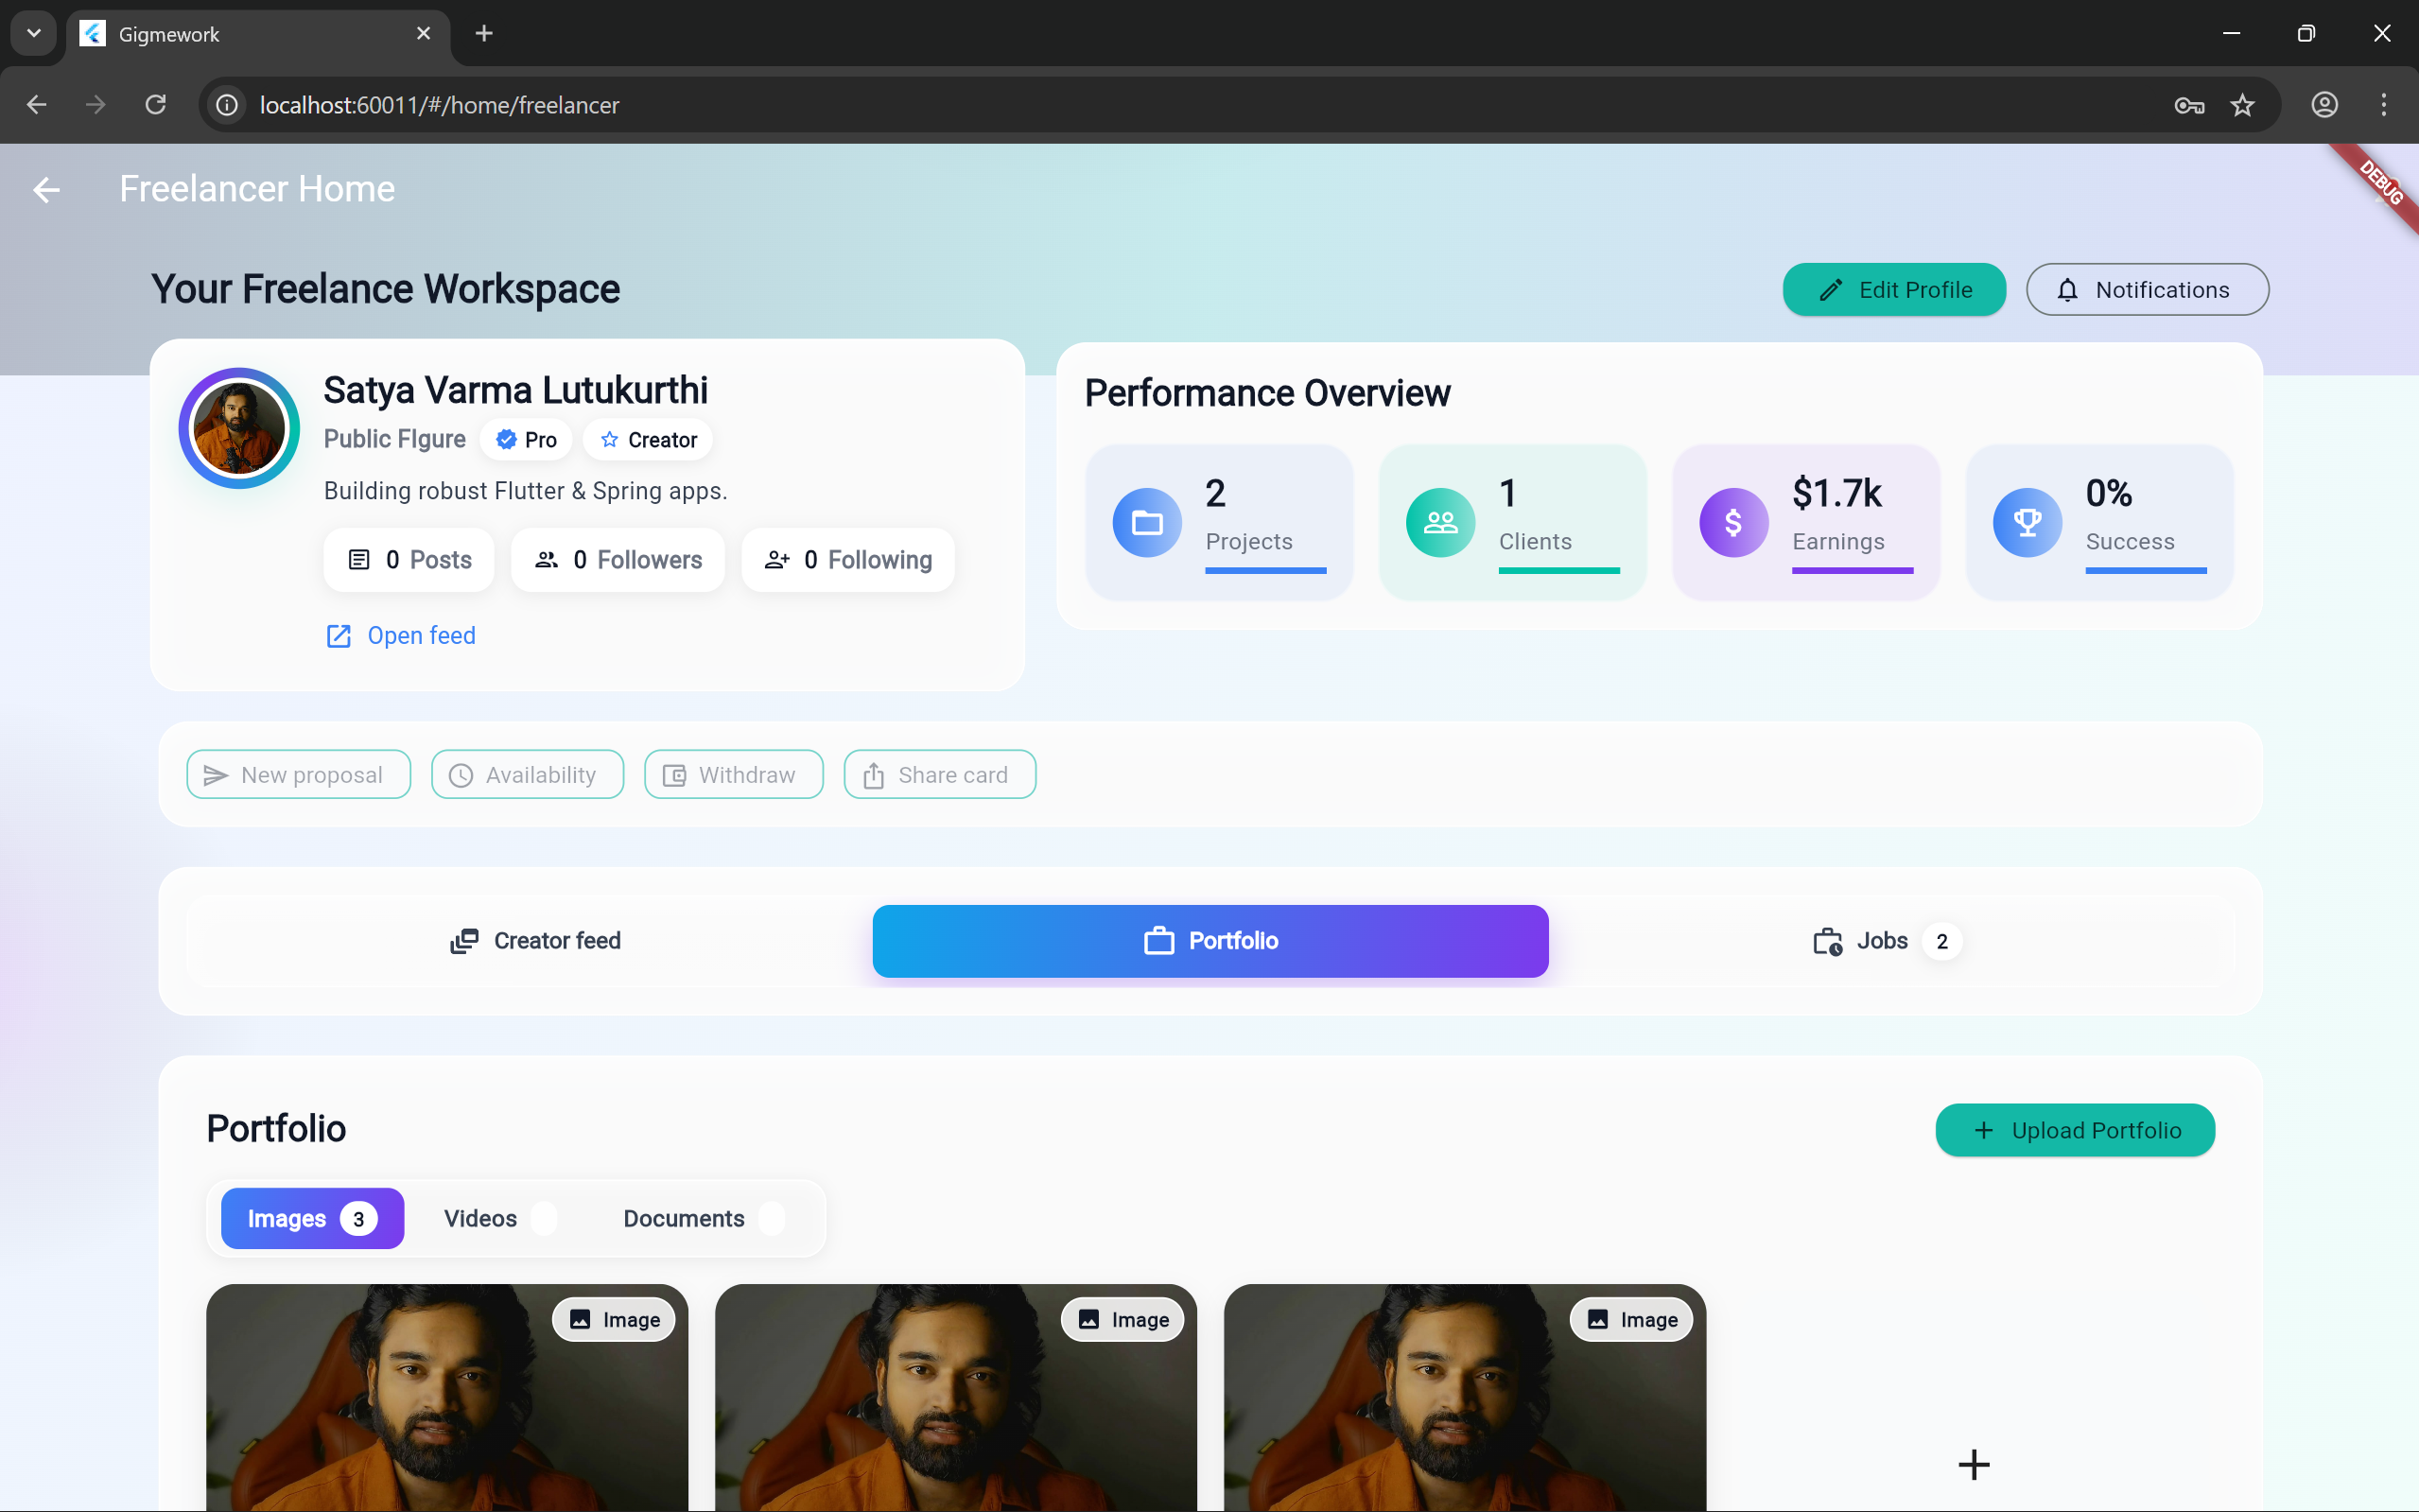 Gigmework
localhost:60011/#/home/freelancer
Freelancer Home
DEBUG
Your Freelance Workspace
Edit Profile
Notifications
Satya Varma Lutukurthi
Public FIgure
Pro
Creator
Building robust Flutter & Spring apps.
0 Posts
0 Followers
0 Following
Open feed
Performance Overview
2
Projects
1
Clients
$1.7k
Earnings
0%
Success
New proposal
Availability
Withdraw
Share card
Creator feed
Portfolio
Jobs 2
Portfolio
Upload Portfolio
Images 3
Videos
Documents
Image
Image
Image